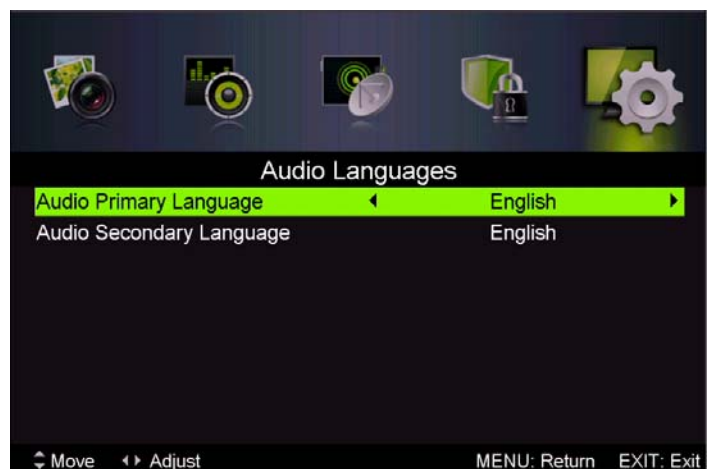 Audio Languages
Audio Primary Language English
Audio Secondary Language English
Move Adjust MENU: Return EXIT: Exit